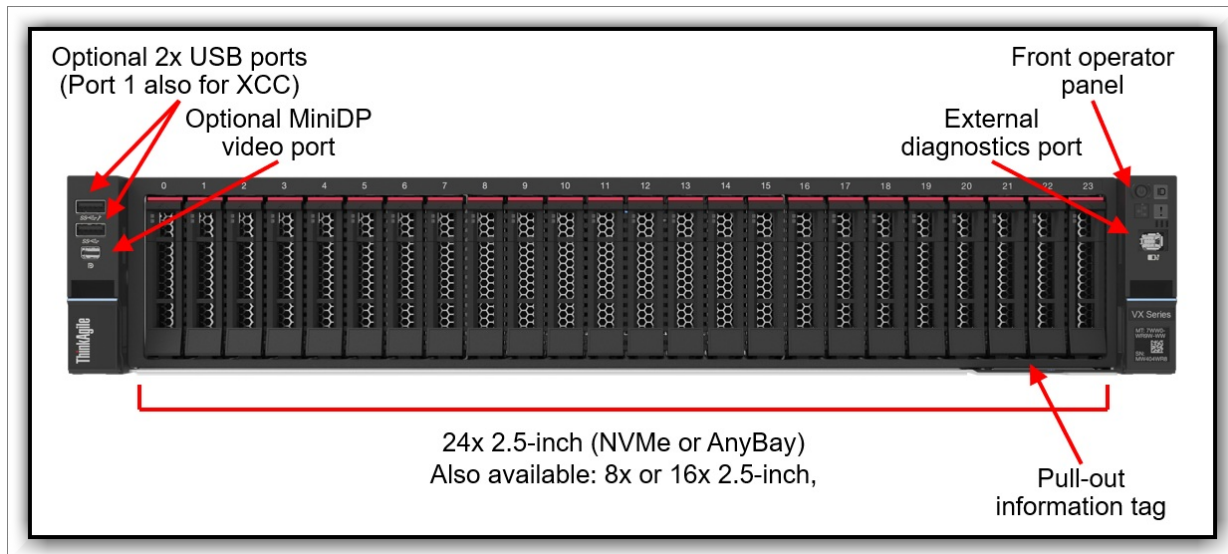 Optional 2x USB ports
(Port 1 also for XCC)
Optional MiniDP
video port
Front operator
panel
External
diagnostics port
0 1 2 3 4 5 6 7 8 9 10 11 12 13 14 15 16 17 18 19 20 21 22 23
ThinkAgile
VX Series
24x 2.5-inch (NVMe or AnyBay)
Also available: 8x or 16x 2.5-inch,
Pull-out
information tag